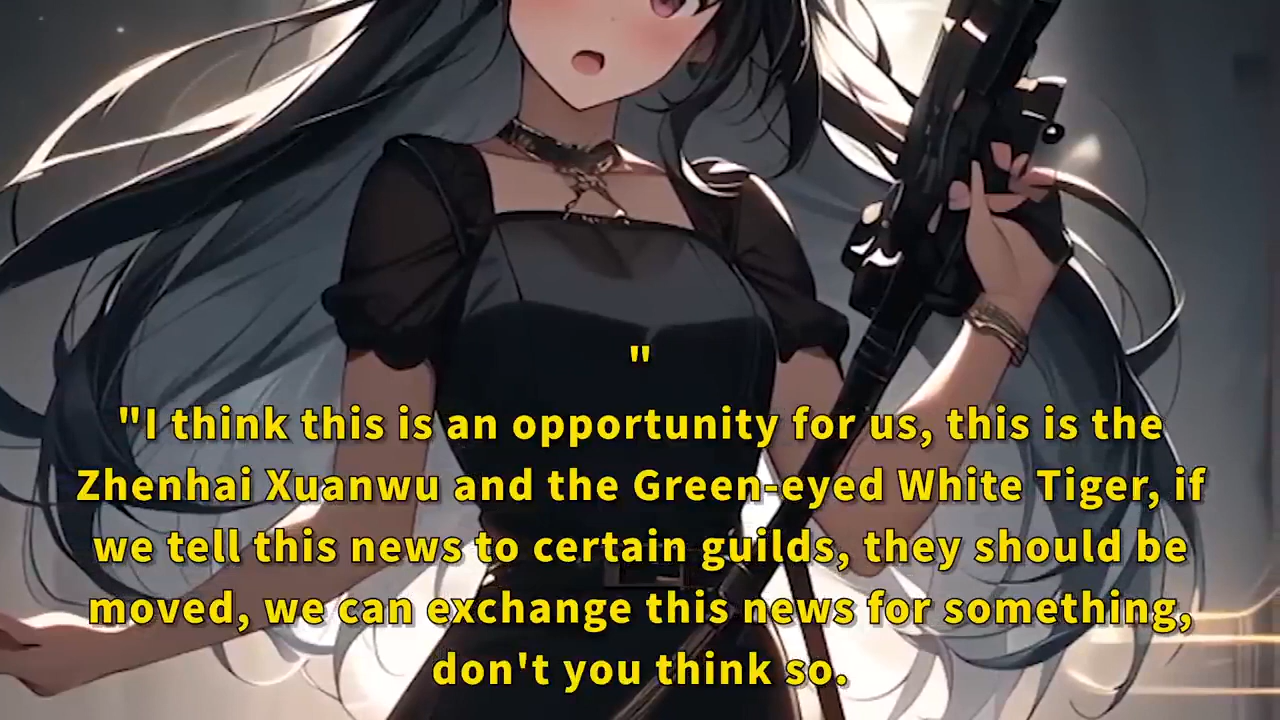 "
"I think this is an opportunity for us, this is the
Zhenhai Xuanwu and the Green-eyed White Tiger, if
we tell this news to certain guilds, they should be
moved, we can exchange this news for something,
don't you think so.